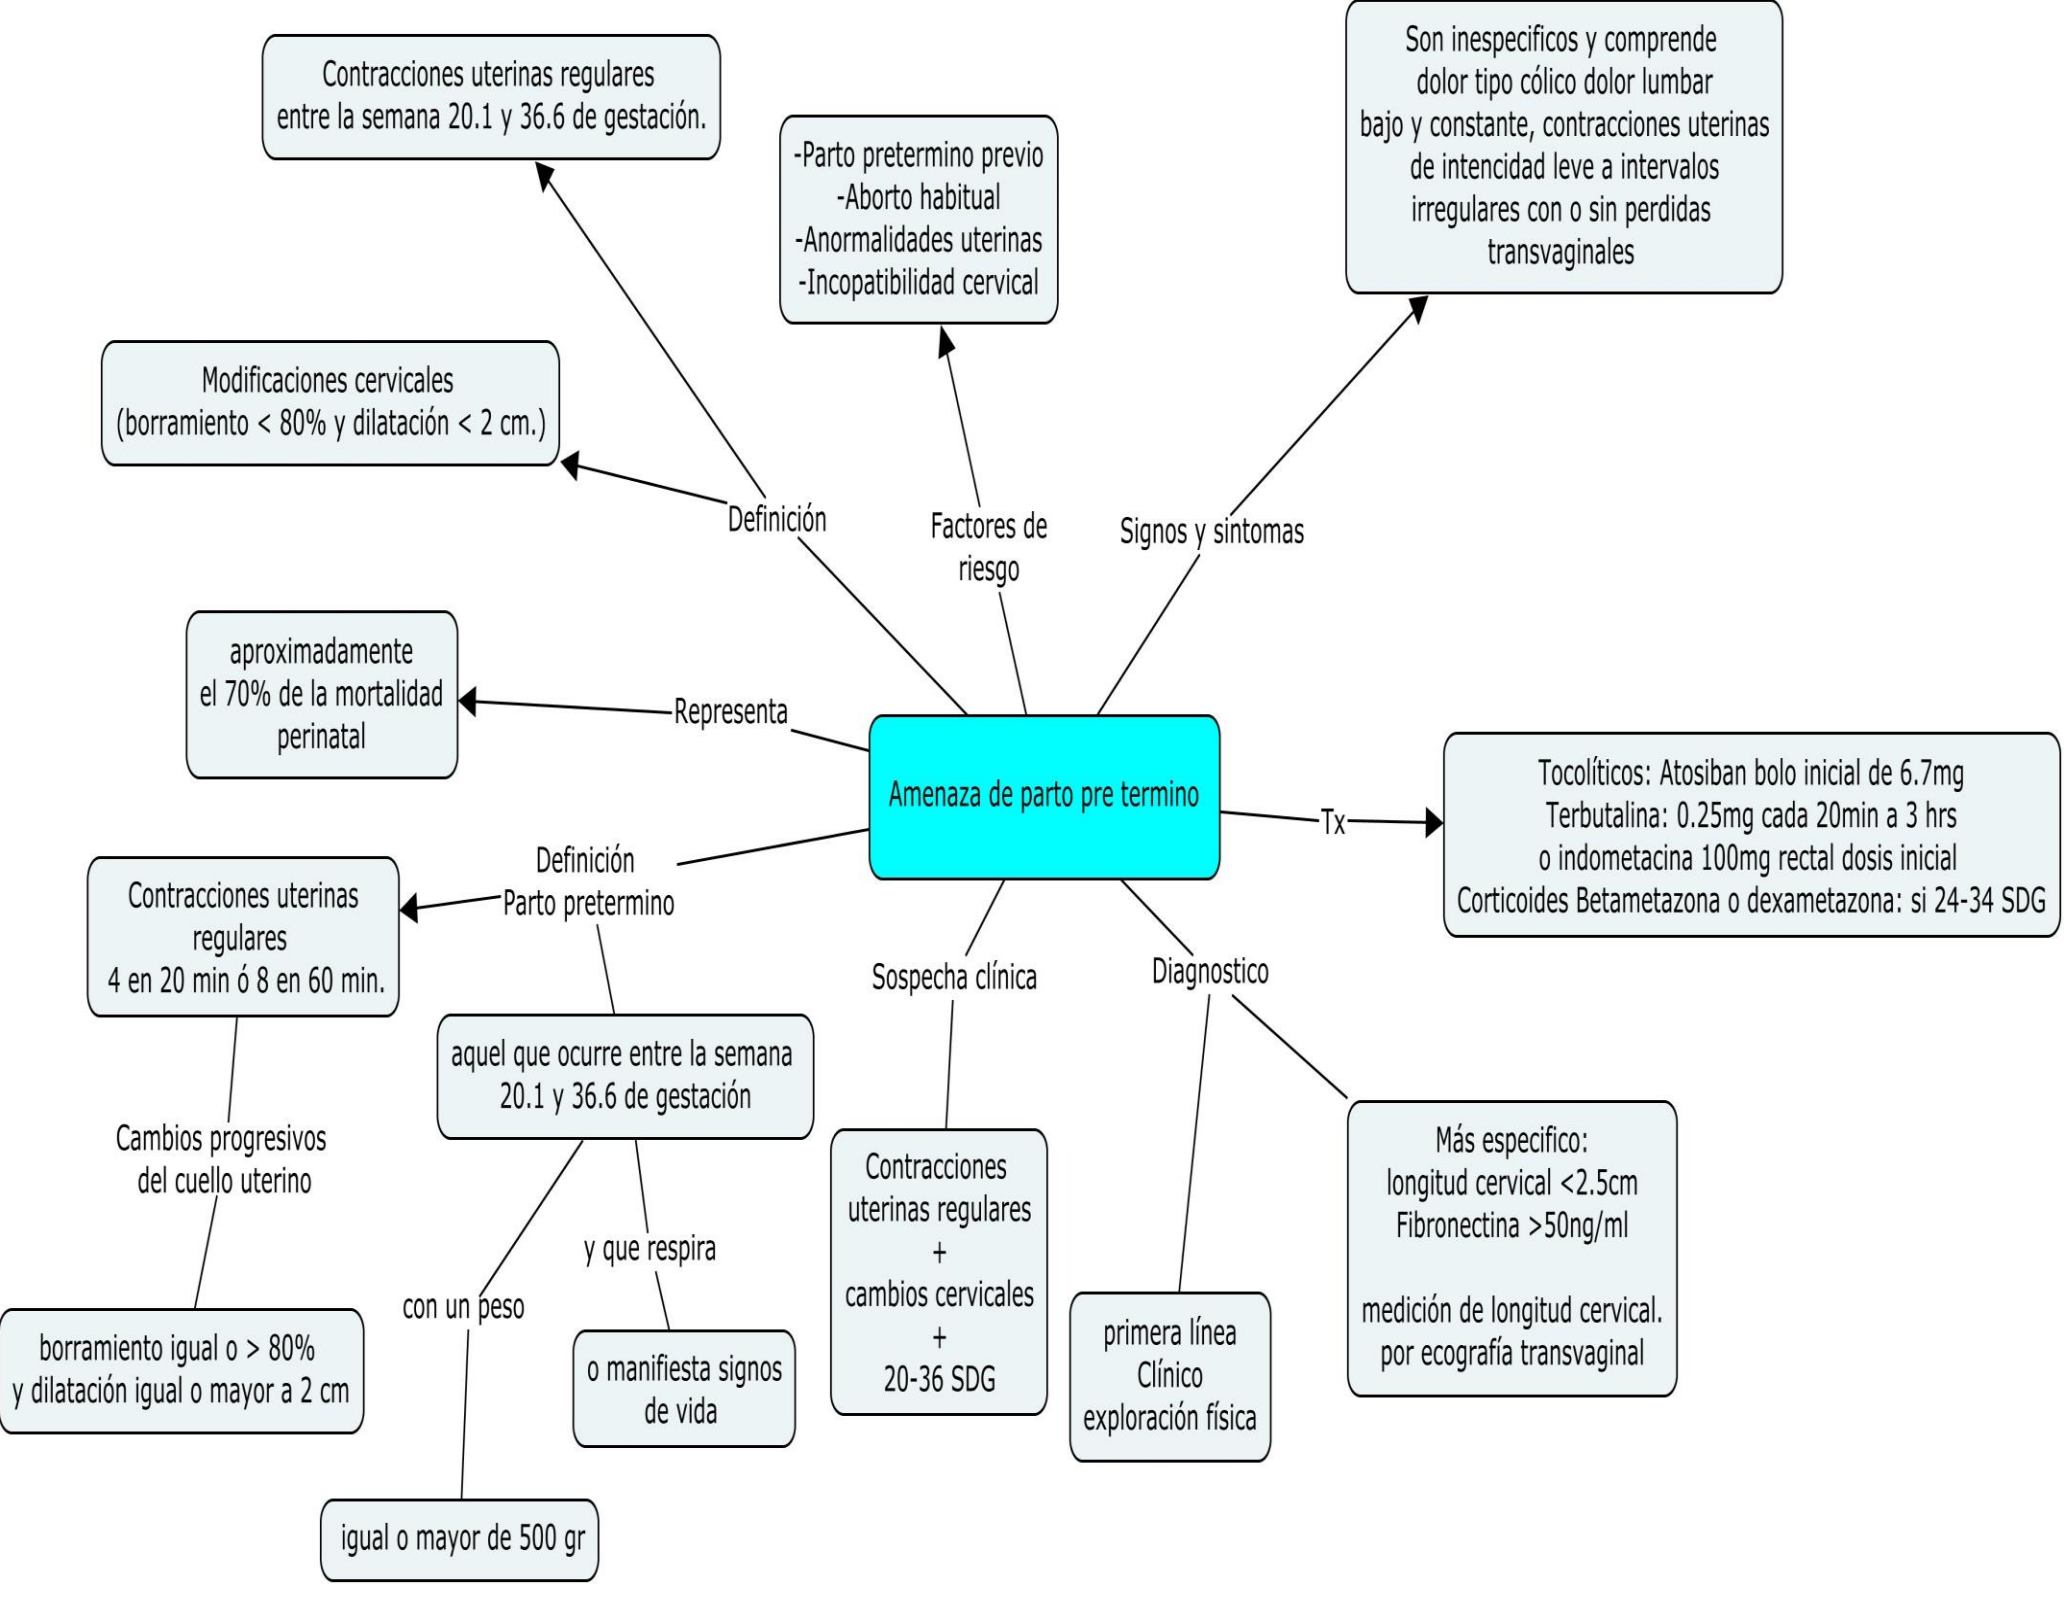 Contracciones uterinas regulares
entre la semana 20.1 y 36.6 de gestación.
-Parto pretermino previo
-Aborto habitual
-Anormalidades uterinas
-Incopatibilidad cervical
Son inespecificos y comprende
dolor tipo cólico dolor lumbar
bajo y constante, contracciones uterinas
de intencidad leve a intervalos
irregulares con o sin perdidas
transvaginales
Modificaciones cervicales
(borramiento < 80% y dilatación < 2 cm.)
Definición
Factores de
riesgo
Signos y sintomas
aproximadamente
el 70% de la mortalidad
perinatal
Representa
Amenaza de parto pre termino
Tx
Tocolíticos: Atosiban bolo inicial de 6.7mg
Terbutalina: 0.25mg cada 20min a 3 hrs
o indometacina 100mg rectal dosis inicial
Corticoides Betametazona o dexametazona: si 24-34 SDG
Definición
Parto pretermino
Contracciones uterinas
regulares
4 en 20 min ó 8 en 60 min.
Sospecha clínica
Diagnostico
aquel que ocurre entre la semana
20.1 y 36.6 de gestación
Cambios progresivos
del cuello uterino
y que respira
con un peso
Contracciones
uterinas regulares
+
cambios cervicales
+
20-36 SDG
Más especifico:
longitud cervical <2.5cm
Fibronectina >50ng/ml
medición de longitud cervical.
por ecografía transvaginal
borramiento igual o > 80%
y dilatación igual o mayor a 2 cm
o manifiesta signos
de vida
primera línea
Clínico
exploración física
igual o mayor de 500 gr